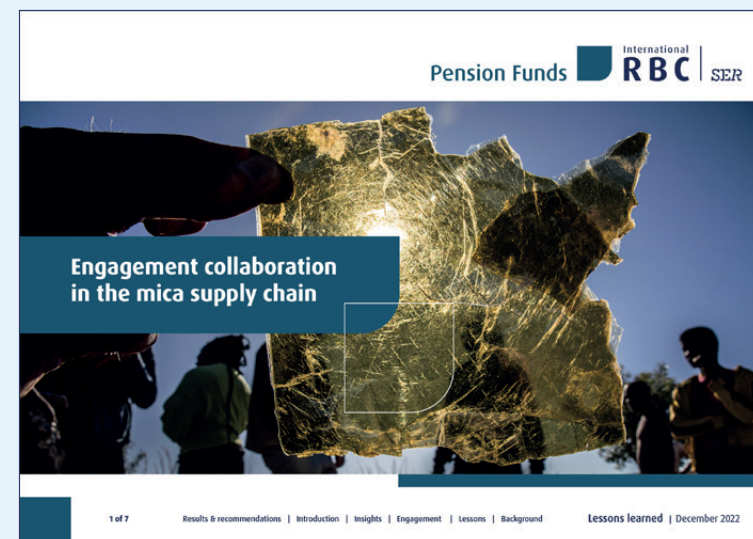 Pension Funds
International
RBC
SER
Engagement collaboration
in the mica supply chain
1 of 7
Results & recommendations | Introduction | Insights | Engagement | Lessons | Background
Lessons learned | December 2022